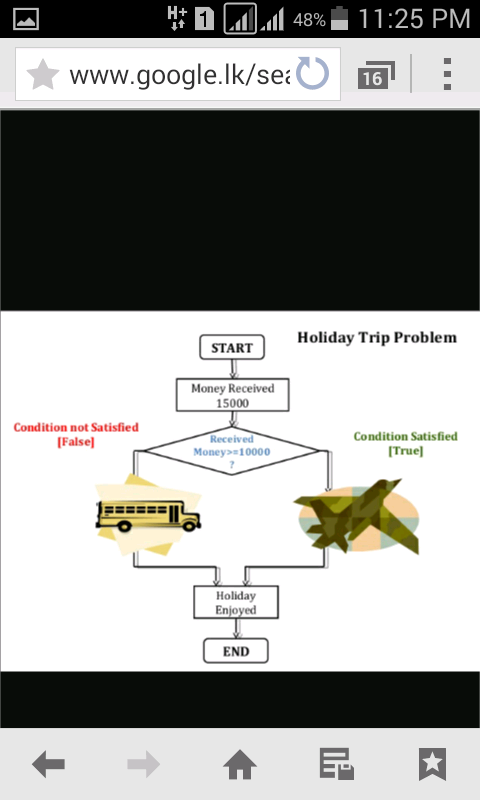 H+ 1 48% 11:25 PM
www.google.lk/sea
16
Holiday Trip Problem
START
Money Received
15000
Condition not Satisfied
[False]
Received
Money>=10000
?
Condition Satisfied
[True]
Holiday
Enjoyed
END